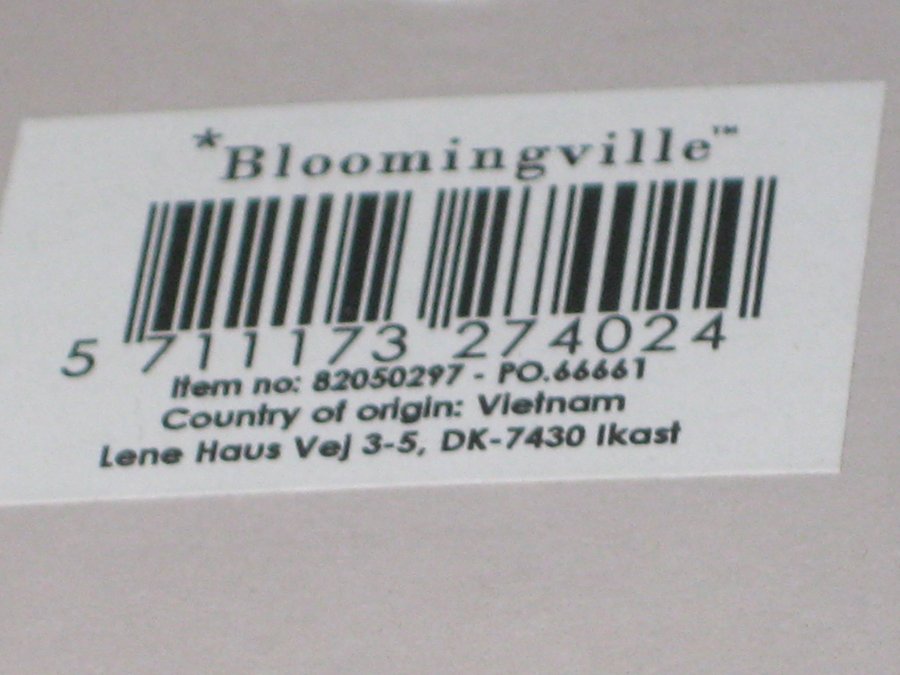 *Bloomingville™
5 711173 274024
Item no: 82050297 - PO.66661
Country of origin: Vietnam
Lene Haus Vej 3-5, DK-7430 Ikast